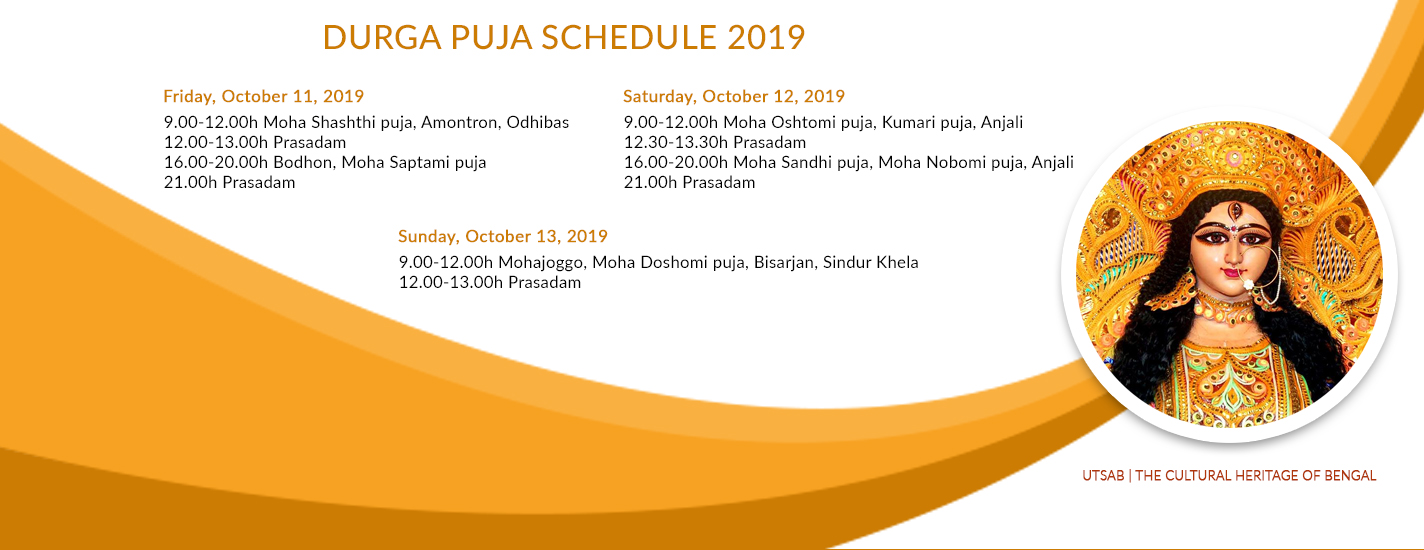 DURGA PUJA SCHEDULE 2019
Friday, October 11, 2019
9.00-12.00h Moha Shashthi puja, Amontron, Odhibas
12.00-13.00h Prasadam
16.00-20.00h Bodhon, Moha Saptami puja
21.00h Prasadam
Saturday, October 12, 2019
9.00-12.00h Moha Oshtomi puja, Kumari puja, Anjali
12.30-13.30h Prasadam
16.00-20.00h Moha Sandhi puja, Moha Nobomi puja, Anjali
21.00h Prasadam
Sunday, October 13, 2019
9.00-12.00h Mohajoggo, Moha Doshomi puja, Bisarjan, Sindur Khela
12.00-13.00h Prasadam
UTSAB | THE CULTURAL HERITAGE OF BENGAL